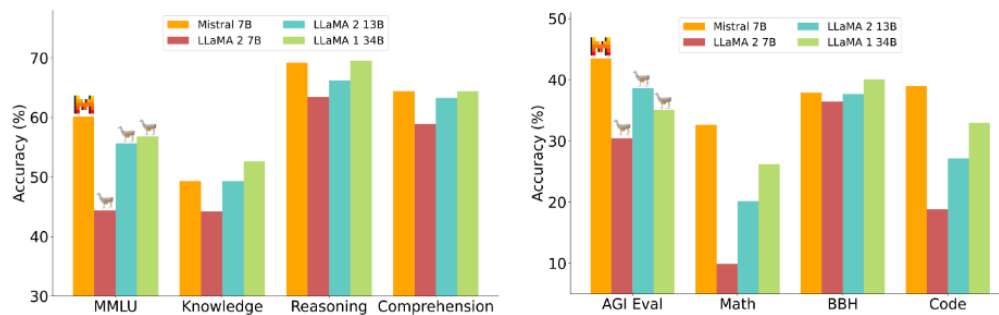 Mistral 7B
LLaMA 2 7B
LLaMA 2 13B
LLaMA 1 34B
Accuracy (%)
70
60
50
40
30
MMLU Knowledge Reasoning Comprehension
Mistral 7B
LLaMA 2 7B
LLaMA 2 13B
LLaMA 1 34B
Accuracy (%)
50
40
30
20
10
AGI Eval Math BBH Code